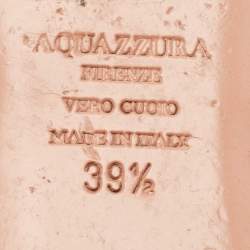 AQUAZZURA
FIRENZE
VERO CUOIO
MADE IN ITALY
39½